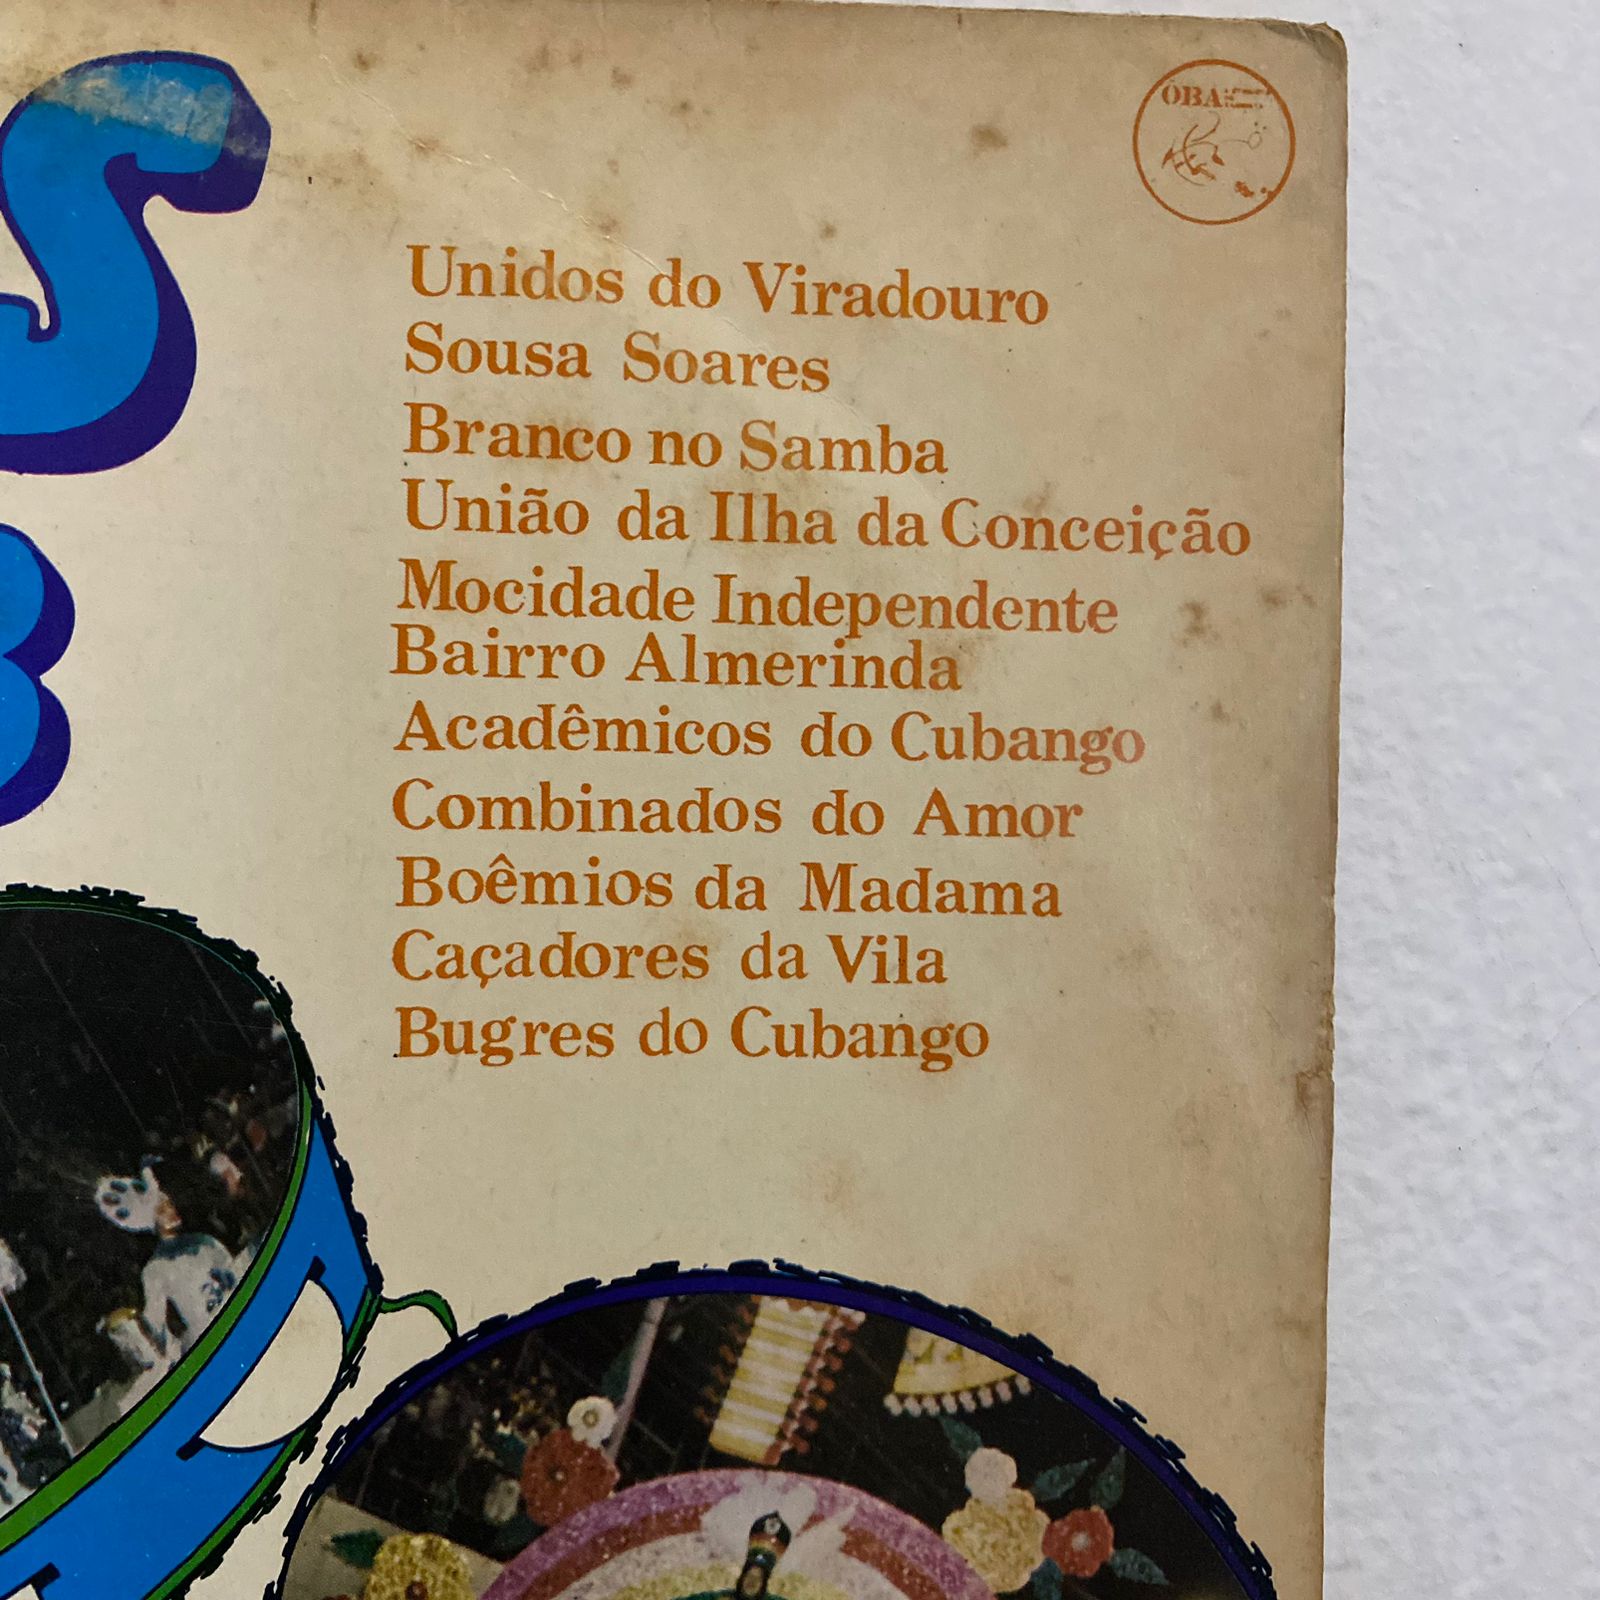 S
B
ÔBA
Unidos do Viradouro
Sousa Soares
Branco no Samba
União da Ilha da Conceição
Mocidade Independente
Bairro Almerinda
Acadêmicos do Cubango
Combinados do Amor
Boêmios da Madama
Caçadores da Vila
Bugres do Cubango